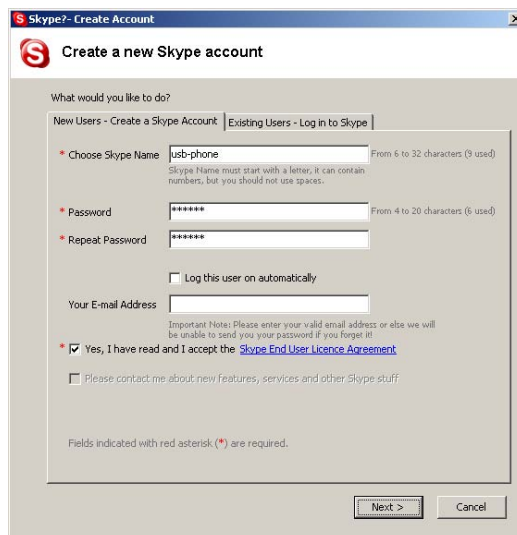 Skype?- Create Account
Create a new Skype account
What would you like to do?
New Users - Create a Skype Account
Existing Users - Log in to Skype
* Choose Skype Name
usb-phone
From 6 to 32 characters (9 used)
Skype Name must start with a letter, it can contain
numbers, but you should not use spaces.
* Password
******
From 4 to 20 characters (6 used)
* Repeat Password
******
Log this user on automatically
Your E-mail Address
Important Note: Please enter your valid email address or else we will
be unable to send you your password if you forget it!
* Yes, I have read and I accept the Skype End User Licence Agreement
Please contact me about new features, services and other Skype stuff
Fields indicated with red asterisk (*) are required.
Next >
Cancel